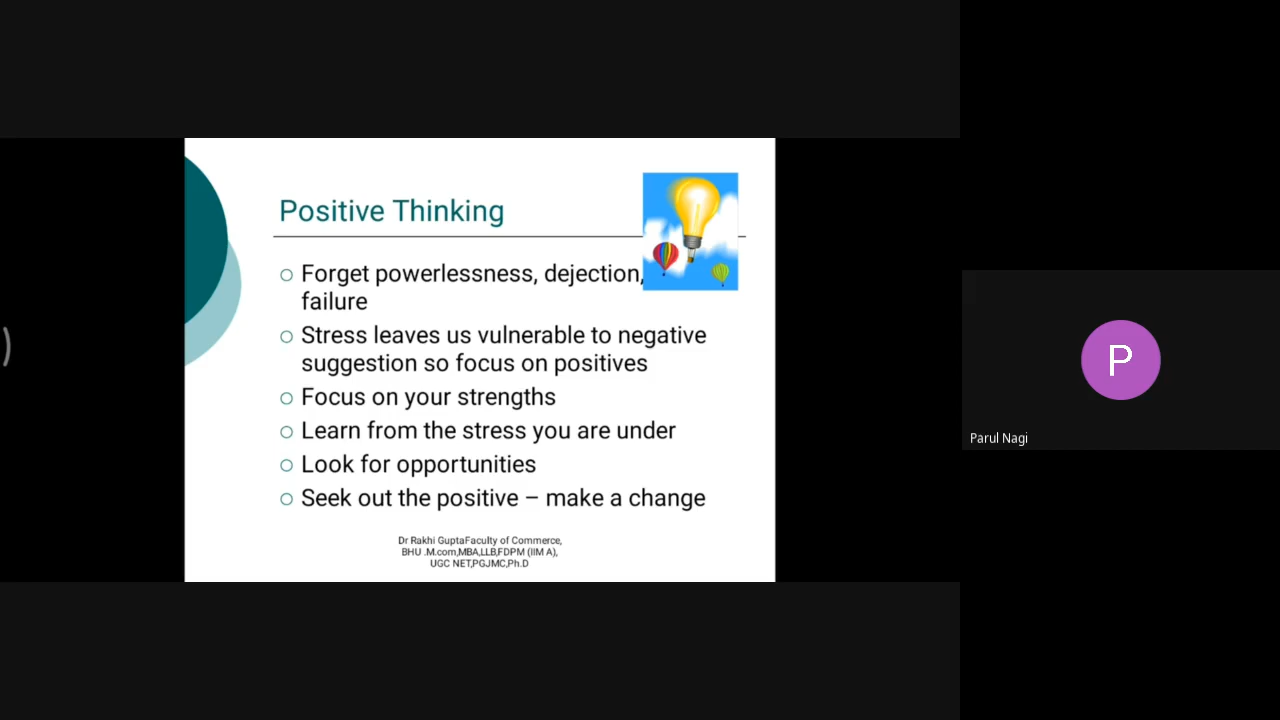 Positive Thinking
Forget powerlessness, dejection,
failure
Stress leaves us vulnerable to negative
suggestion so focus on positives
Focus on your strengths
Learn from the stress you are under
Look for opportunities
Seek out the positive – make a change
Dr Rakhi GuptaFaculty of Commerce,
BHU .M.com,MBA,LLB,FDPM (IIM A),
UGC NET,PGJMC,Ph.D
P
Parul Nagi